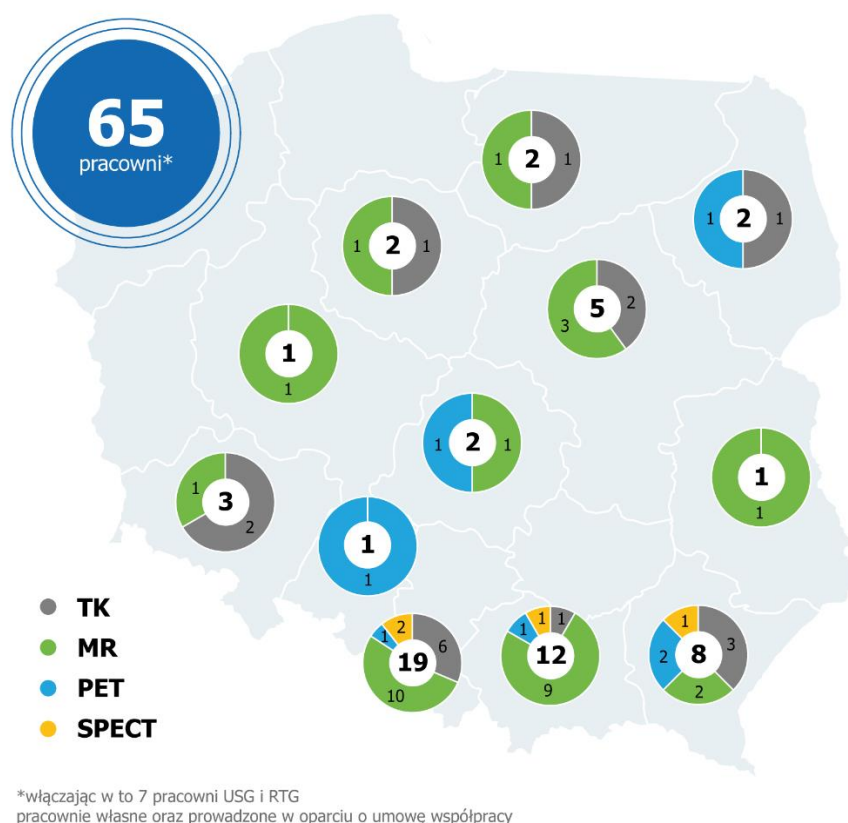 65
pracowni*
1 2 1
1 2 1
1 2 1
3 5 2
1
1
1 2 1
1
1
1 3 2
1
1
TK
MR
PET
SPECT
1 2 6
19
10
1 1 1
12
9
1 3
2 8
2
*włączając w to 7 pracowni USG i RTG
pracownie własne oraz prowadzone w oparciu o umowę współpracy